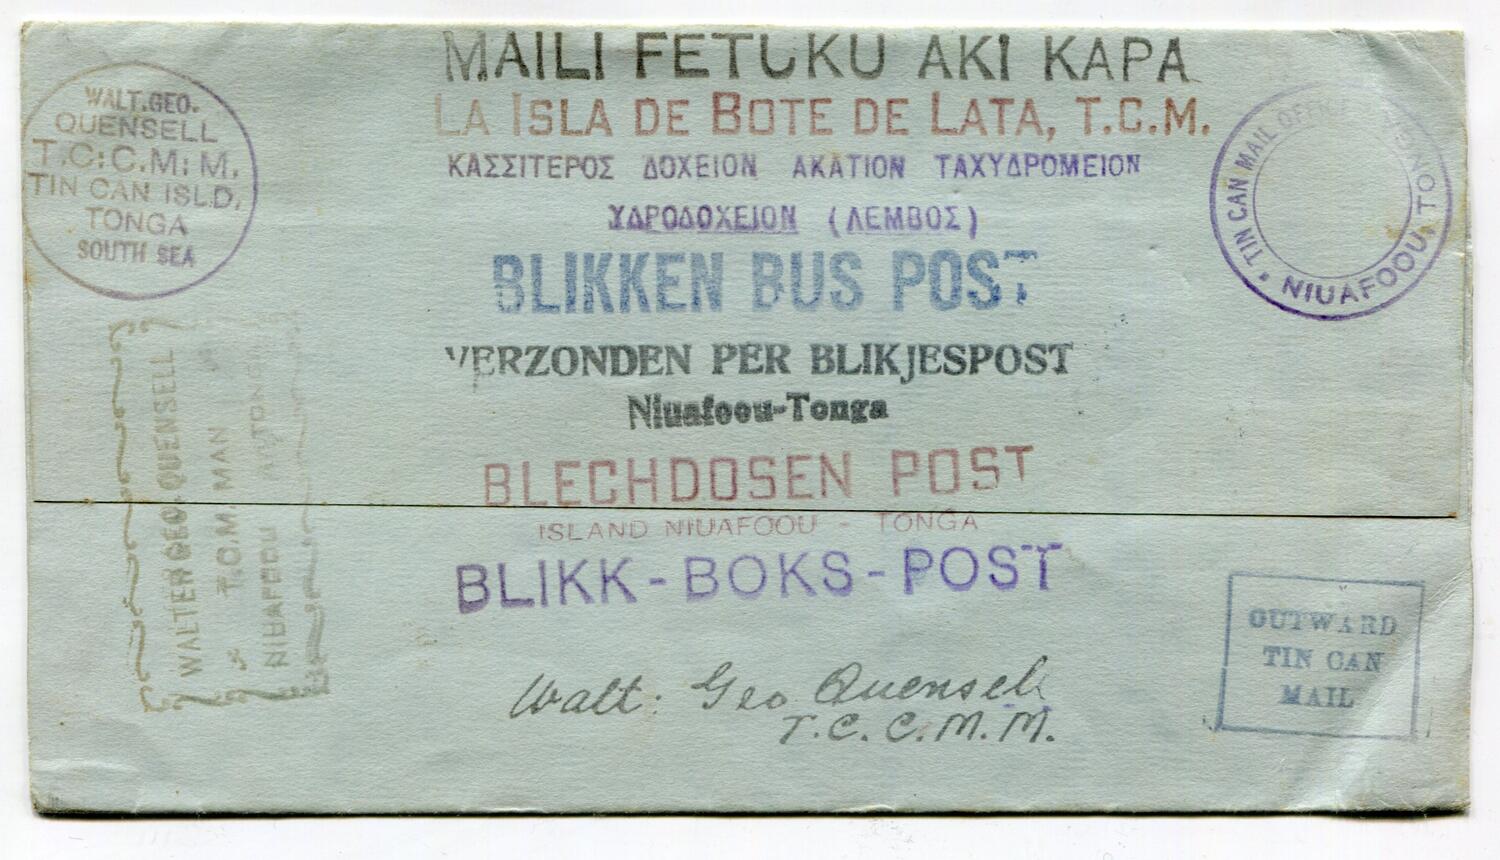 WALT.GEO.
QUENSELL
T.C:C.M:M.
TIN CAN ISLD.
TONGA
SOUTH SEA
MAILI FETUKU AKI KAPA
LA ISLA DE BOTE DE LATA, T.C.M.
ΚΑΣΣΙΤΕΡΟΣ ΔΟΧΕΙΟΝ ΑΚΑΤΙΟΝ ΤΑΧΥΔΡΟΜΕΙΟΝ
ΥΔΡΟΔΟΧΕΙΟΝ (ΛΕΜΒΟΣ)
BLIKKEN BUS POST
VERZONDEN PER BLIKJESPOST
Niuafoou-Tonga
BLECHDOSEN POST
ISLAND NIUAFOOU - TONGA
BLIKK-BOKS-POST
Walt: Geo Quensell
T.C.C.M.M.
TIN CAN MAIL
NIUAFOOU, TO
WALTER GEO. QUENSELL
T.C.M. MAN
NIUAFOOU TONGA
OUTWARD
TIN CAN
MAIL